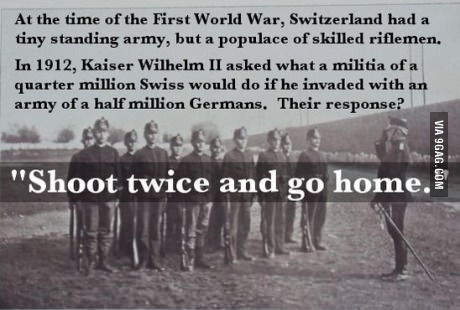 At the time of the First World War, Switzerland had a
tiny standing army, but a populace of skilled riflemen.
In 1912, Kaiser Wilhelm II asked what a militia of a
quarter million Swiss would do if he invaded with an
army of a half million Germans. Their response?
"Shoot twice and go home."
VIA 9GAG.COM